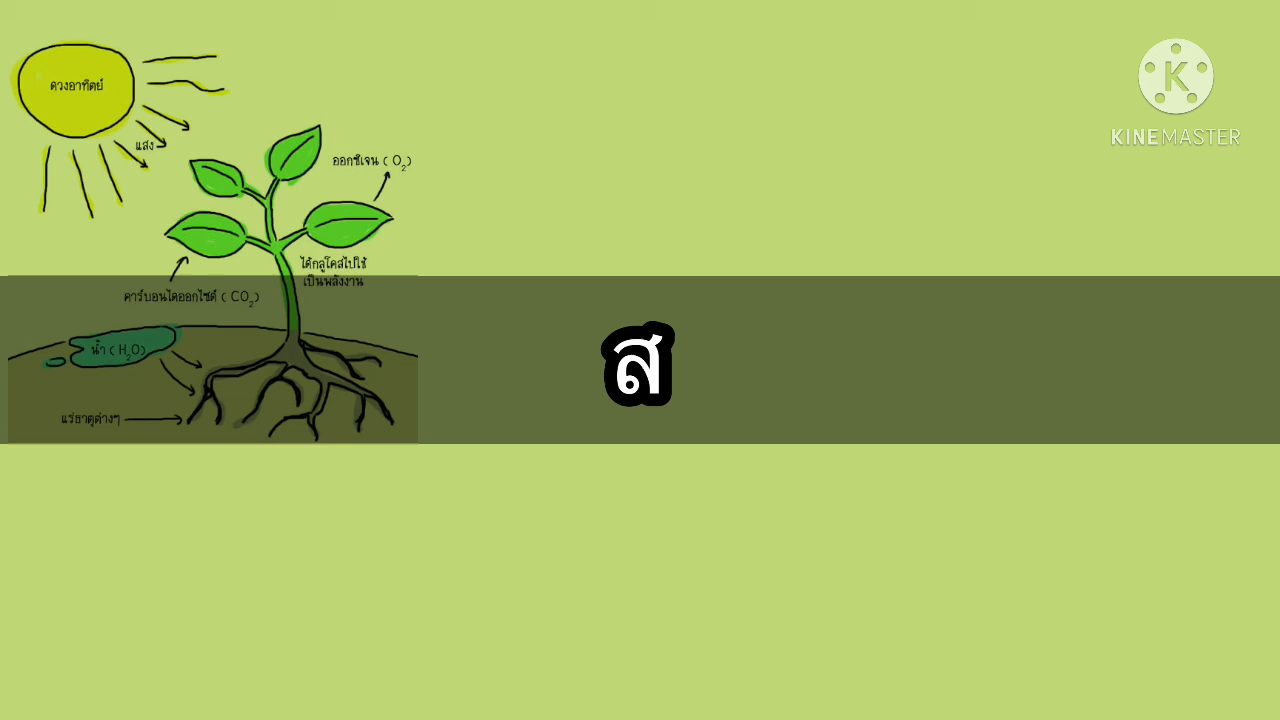 ดวงอาทิตย์
แสง
ออกซิเจน ( O₂)
ได้กลูโคสไปใช้
เป็นพลังงาน
คาร์บอนไดออกไซด์ ( CO₂)
น้ำ ( H₂O)
แร่ธาตุต่างๆ
ส
K
KINEMASTER